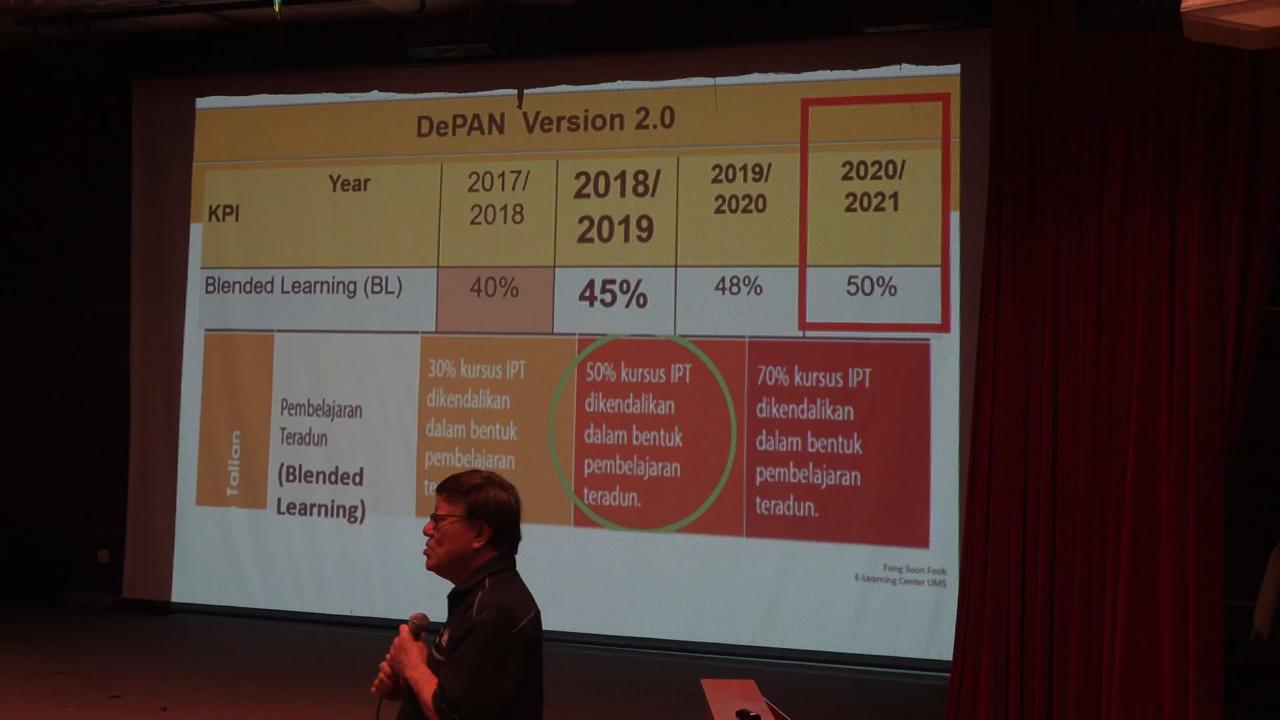 DePAN Version 2.0
Year
KPI
2017/
2018
2018/
2019
2019/
2020
2020/
2021
Blended Learning (BL)
40%
45%
48%
50%
Talian
Pembelajaran
Teradun
(Blended
Learning)
30% kursus IPT
dikendalikan
dalam bentuk
pembelajaran
te
50% kursus IPT
dikendalikan
dalam bentuk
pembelajaran
teradun.
70% kursus IPT
dikendalikan
dalam bentuk
pembelajaran
teradun.
Fong Soon Fook
E-Learning Center UMS